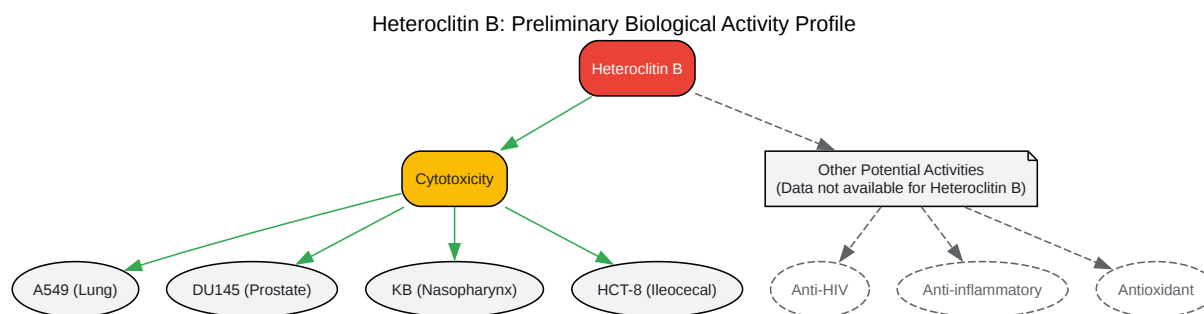 Heteroclitin B: Preliminary Biological Activity Profile
Heteroclitin B
Cytotoxicity
Other Potential Activities
(Data not available for Heteroclitin B)
A549 (Lung)
DU145 (Prostate)
KB (Nasopharynx)
HCT-8 (Ileocecal)
Anti-HIV
Anti-inflammatory
Antioxidant